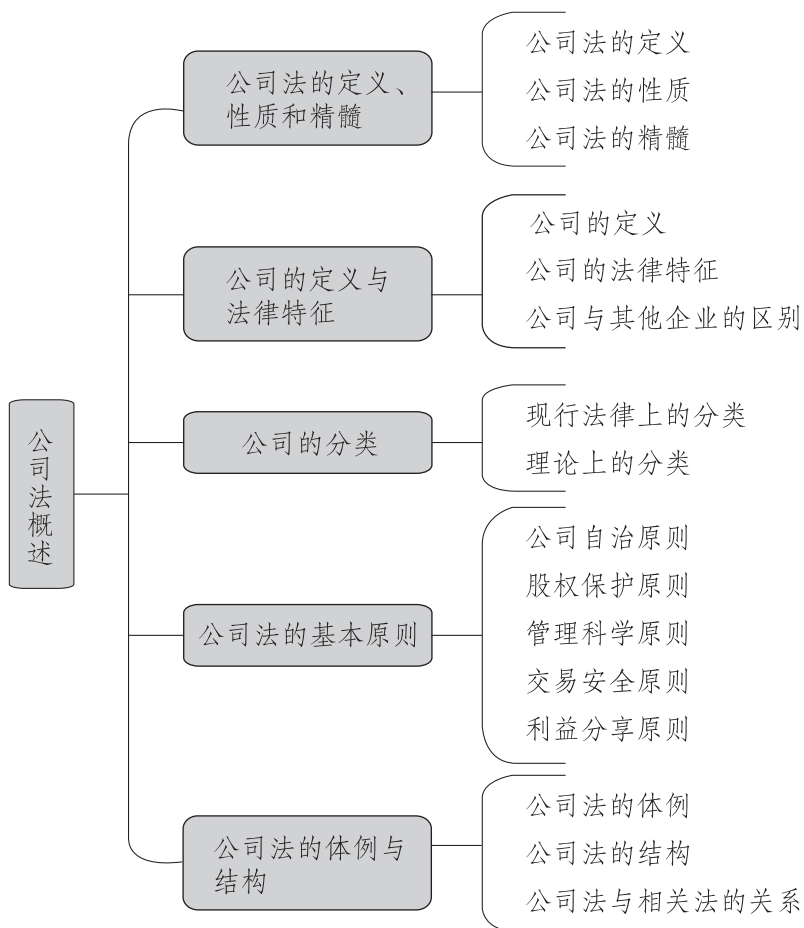 公司法概述
公司法的定义、
性质和精髓
公司法的定义
公司法的性质
公司法的精髓
公司的定义与
法律特征
公司的定义
公司的法律特征
公司与其他企业的区别
公司的分类
现行法律上的分类
理论上的分类
公司法的基本原则
公司自治原则
股权保护原则
管理科学原则
交易安全原则
利益分享原则
公司法的体例与
结构
公司法的体例
公司法的结构
公司法与相关法的关系